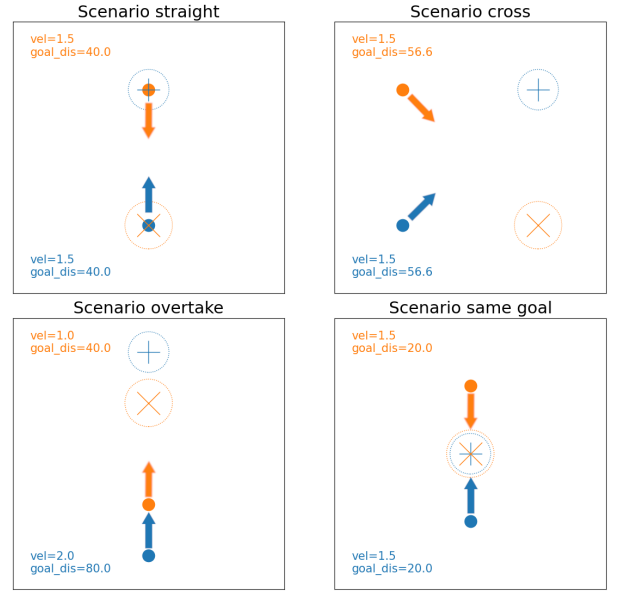 Scenario straight
vel=1.5
goal_dis=40.0
vel=1.5
goal_dis=40.0
Scenario cross
vel=1.5
goal_dis=56.6
vel=1.5
goal_dis=56.6
Scenario overtake
vel=1.0
goal_dis=40.0
vel=2.0
goal_dis=80.0
Scenario same goal
vel=1.5
goal_dis=20.0
vel=1.5
goal_dis=20.0